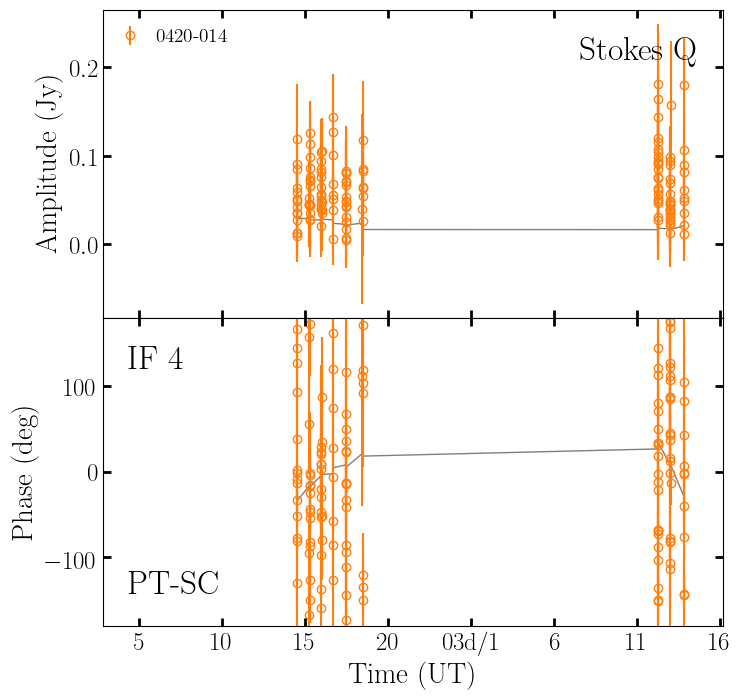 0420-014
Stokes Q
Amplitude (Jy)
0.2
0.1
0.0
IF 4
PT-SC
Phase (deg)
100
0
−100
5 10 15 20 03d/1 6 11 16
Time (UT)